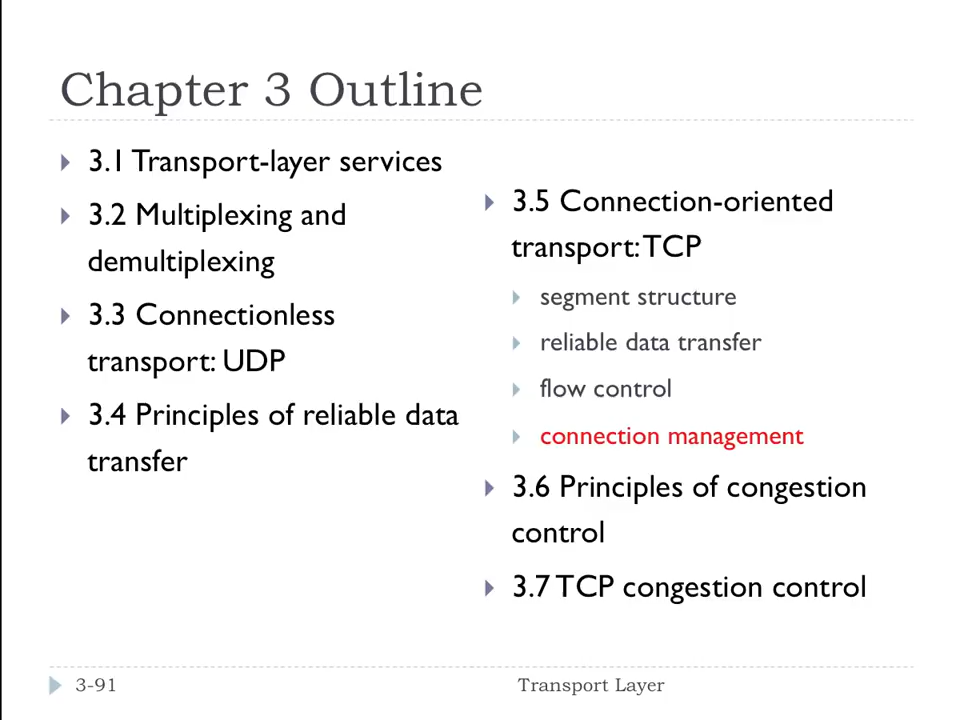 Chapter 3 Outline
3.1 Transport-layer services
3.2 Multiplexing and
demultiplexing
3.3 Connectionless
transport: UDP
3.4 Principles of reliable data
transfer
3.5 Connection-oriented
transport: TCP
segment structure
reliable data transfer
flow control
connection management
3.6 Principles of congestion
control
3.7 TCP congestion control
3-91
Transport Layer